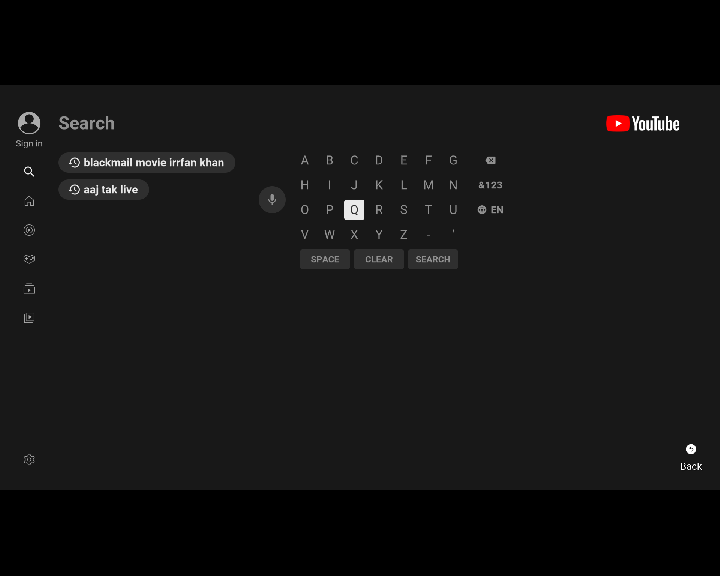 Search
YouTube
Sign in
blackmail movie irrfan khan
aaj tak live
A B C D E F G
H I J K L M N &123
O P Q R S T U EN
V W X Y Z - '
SPACE CLEAR SEARCH
Back